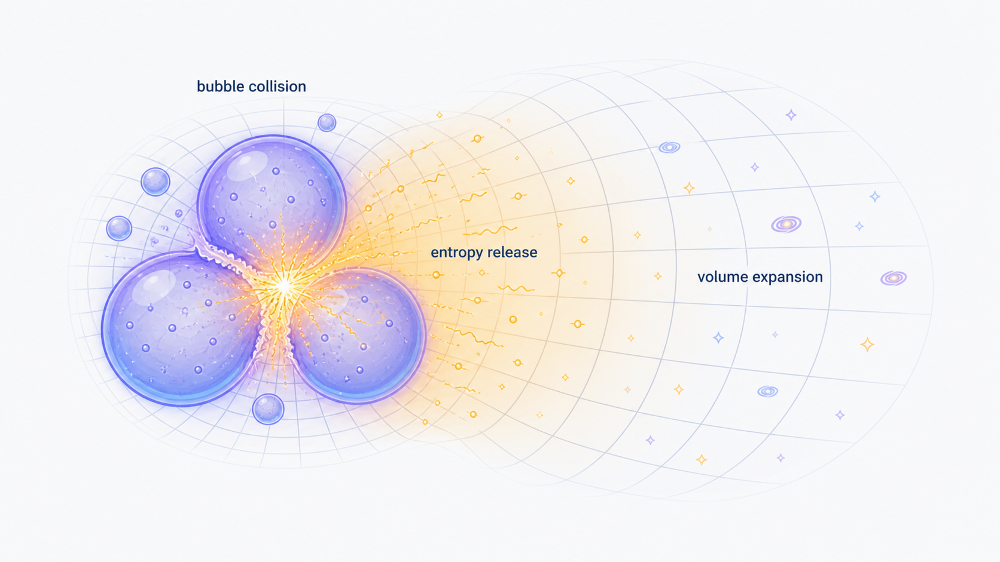 bubble collision
entropy release
volume expansion